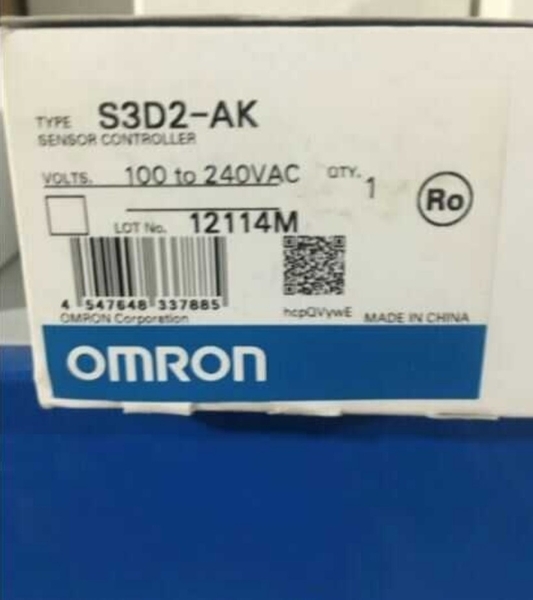 TYPE S3D2-AK
SENSOR CONTROLLER
VOLTS. 100 to 240VAC QTY. 1
Ro
LOT No. 12114M
4 547648 337885
hcpQVywE
OMRON Corporation
MADE IN CHINA
OMRON